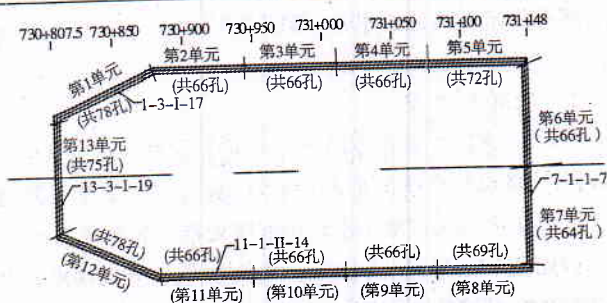 730+807.5 730+850 730+900 730+950 731+000 731+050 731+100 731+148
第1单元
(共78孔)
1-3-I-17
第2单元
(共66孔)
第3单元
(共66孔)
第4单元
(共66孔)
第5单元
(共72孔)
第6单元
(共66孔)
7-1-1-7
第7单元
(共64孔)
第13单元
(共75孔)
13-3-1-19
(共78孔)
(第12单元)
(共66孔)
11-1-II-14
(共66孔)
(共66孔)
(共69孔)
(第11单元)
(第10单元)
(第9单元)
(第8单元)